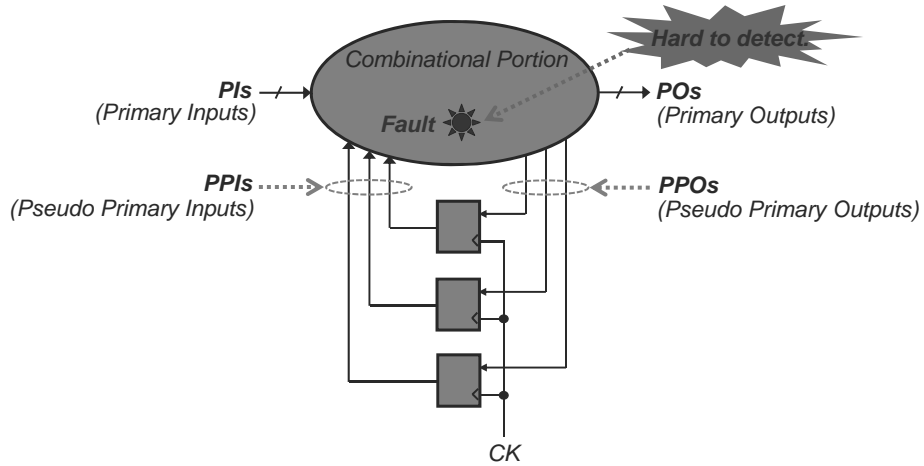 Hard to detect.
Combinational Portion
PIs
(Primary Inputs)
Fault
POs
(Primary Outputs)
PPIs
(Pseudo Primary Inputs)
PPOs
(Pseudo Primary Outputs)
CK